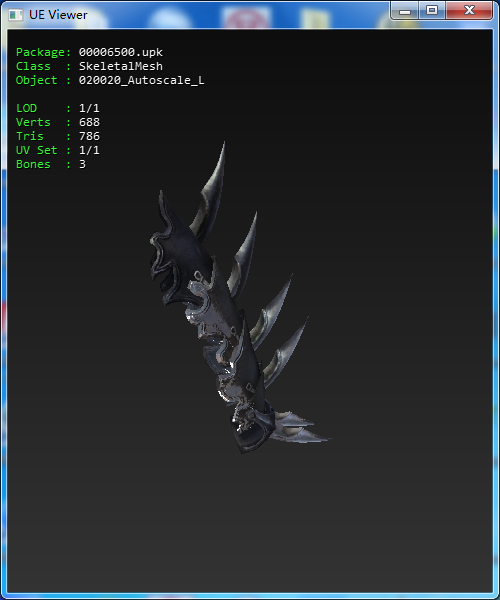 UE Viewer
Package: 00006500.upk
Class : SkeletalMesh
Object : 020020_Autoscale_L
LOD : 1/1
Verts : 688
Tris : 786
UV Set : 1/1
Bones : 3